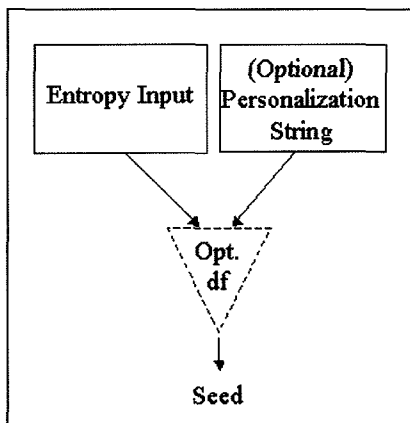 Entropy Input
(Optional)
Personalization
String
Opt.
df
Seed